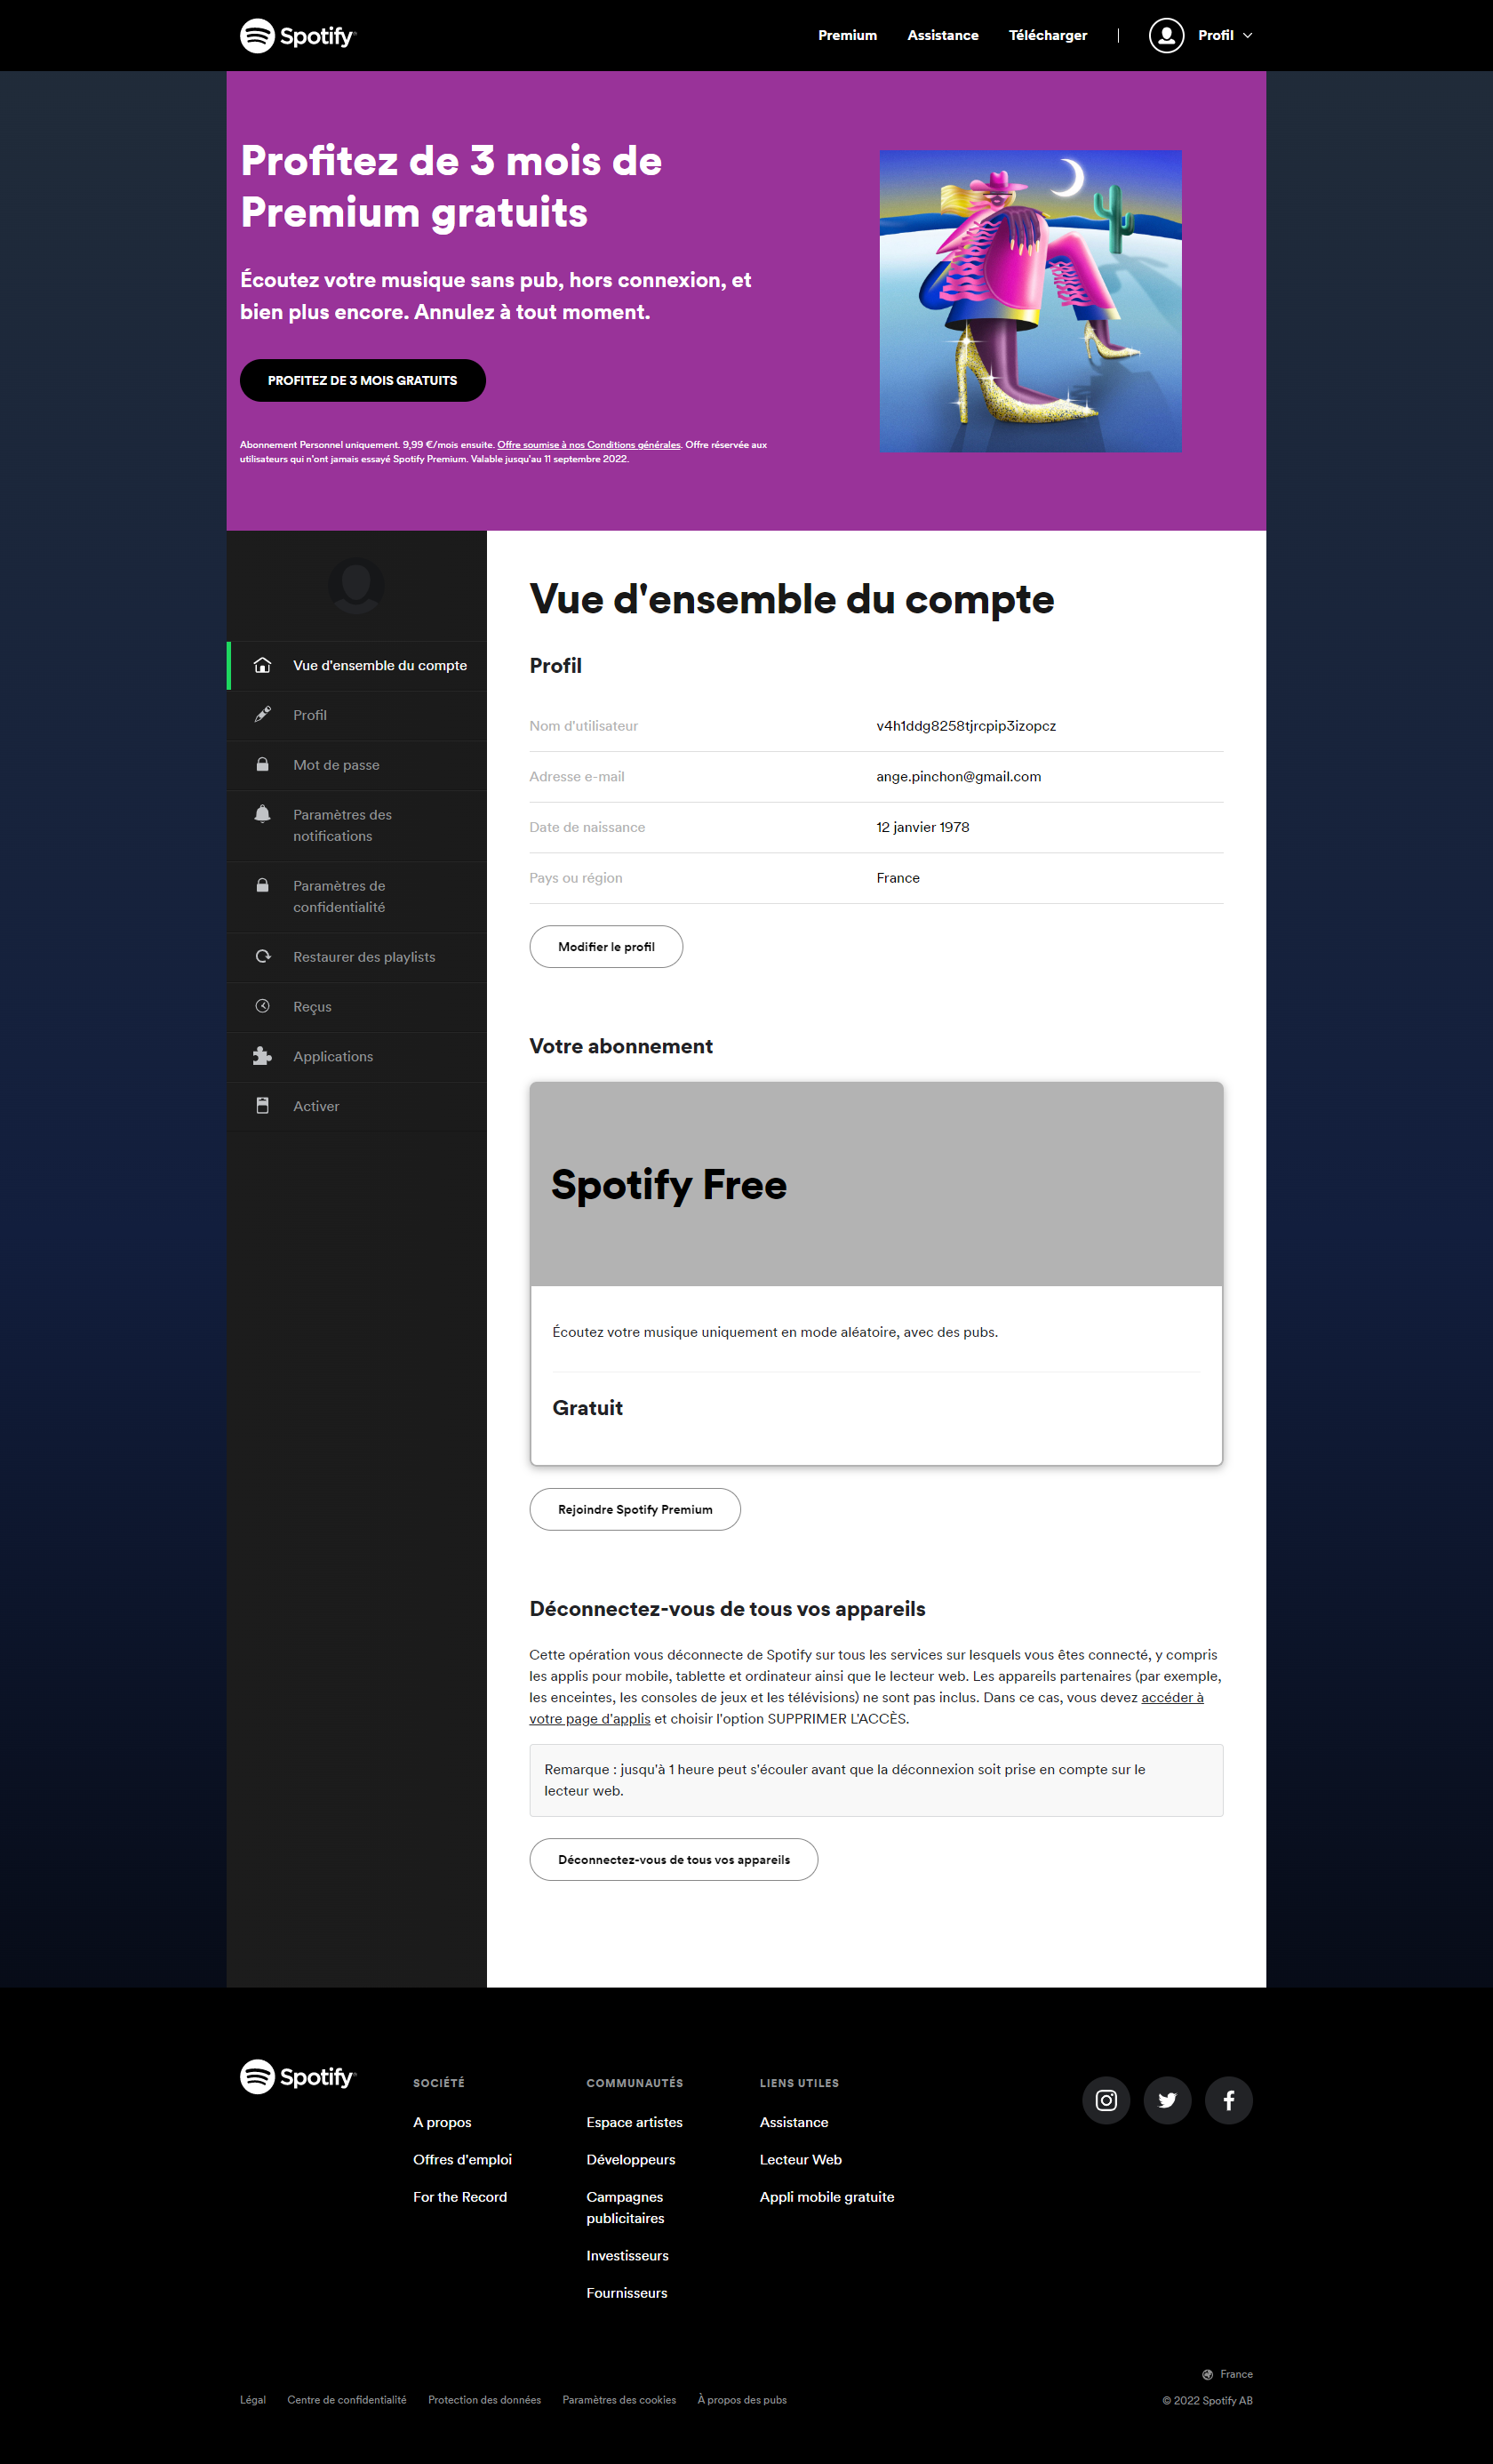 Spotify
Premium
Assistance
Télécharger
Profil
Profitez de 3 mois de
Premium gratuits
Écoutez votre musique sans pub, hors connexion, et
bien plus encore. Annulez à tout moment.
PROFITEZ DE 3 MOIS GRATUITS
Abonnement Personnel uniquement. 9,99 €/mois ensuite. Offre soumise à nos Conditions générales. Offre réservée aux
utilisateurs qui n'ont jamais essayé Spotify Premium. Valable jusqu'au 11 septembre 2022.
Vue d'ensemble du compte
Profil
Mot de passe
Paramètres des
notifications
Paramètres de
confidentialité
Restaurer des playlists
Reçus
Applications
Activer
Vue d'ensemble du compte
Profil
Nom d'utilisateur
v4h1ddg8258tjrcpip3izopcz
Adresse e-mail
ange.pinchon@gmail.com
Date de naissance
12 janvier 1978
Pays ou région
France
Modifier le profil
Votre abonnement
Spotify Free
Écoutez votre musique uniquement en mode aléatoire, avec des pubs.
Gratuit
Rejoindre Spotify Premium
Déconnectez-vous de tous vos appareils
Cette opération vous déconnecte de Spotify sur tous les services sur lesquels vous êtes connecté, y compris
les applis pour mobile, tablette et ordinateur ainsi que le lecteur web. Les appareils partenaires (par exemple,
les enceintes, les consoles de jeux et les télévisions) ne sont pas inclus. Dans ce cas, vous devez accéder à
votre page d'applis et choisir l'option SUPPRIMER L'ACCÈS.
Remarque : jusqu'à 1 heure peut s'écouler avant que la déconnexion soit prise en compte sur le
lecteur web.
Déconnectez-vous de tous vos appareils
Spotify
SOCIÉTÉ
A propos
Offres d'emploi
For the Record
COMMUNAUTÉS
Espace artistes
Développeurs
Campagnes
publicitaires
Investisseurs
Fournisseurs
LIENS UTILES
Assistance
Lecteur Web
Appli mobile gratuite
France
Légal
Centre de confidentialité
Protection des données
Paramètres des cookies
À propos des pubs
© 2022 Spotify AB